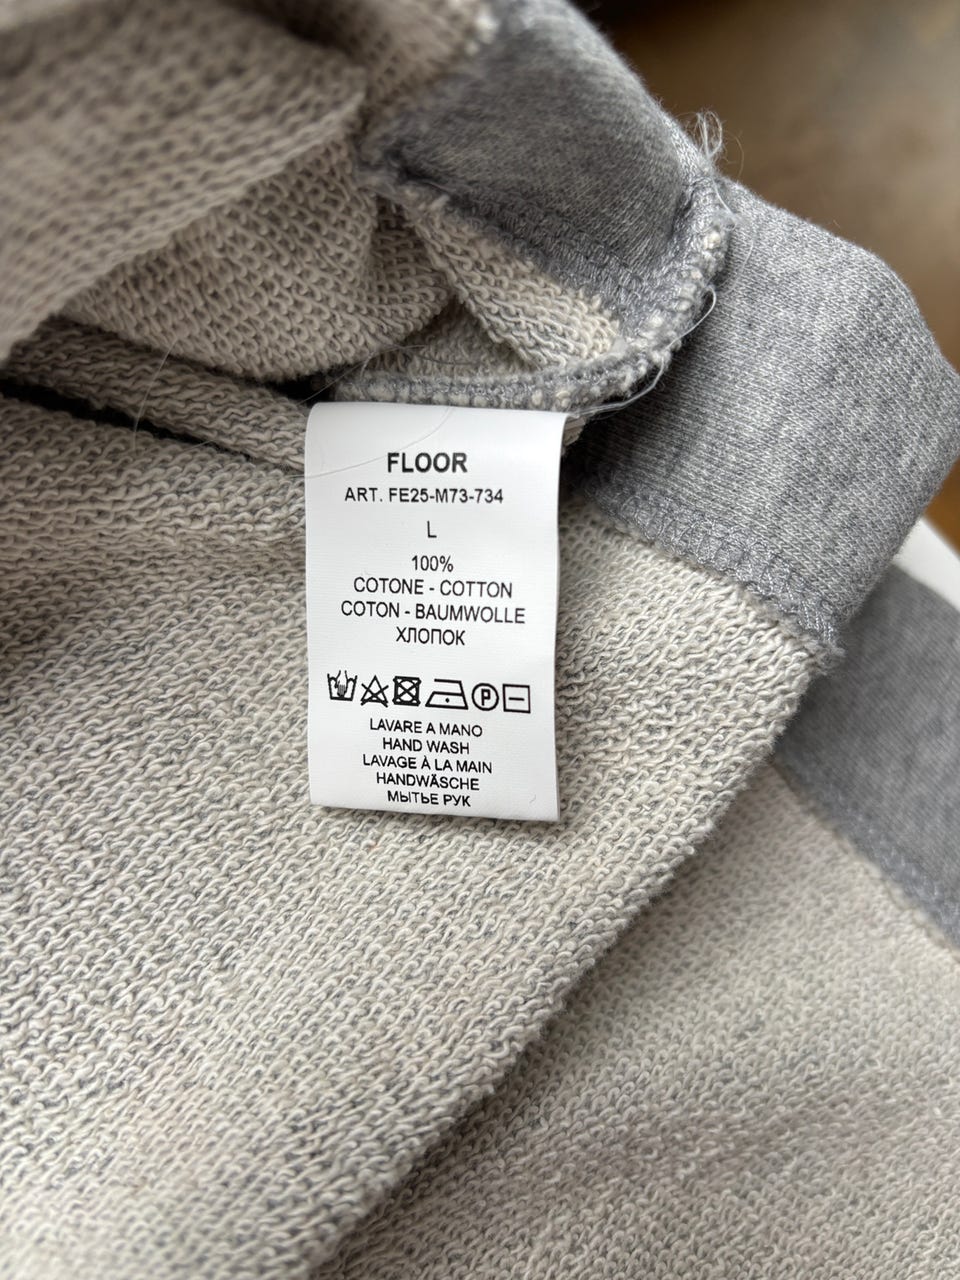 FLOOR
ART. FE25-M73-734
L
100%
COTONE - COTTON
COTON - BAUMWOLLE
ХЛОПОК
P
LAVARE A MANO
HAND WASH
LAVAGE À LA MAIN
HANDWÄSCHE
МЫТЬЕ РУК